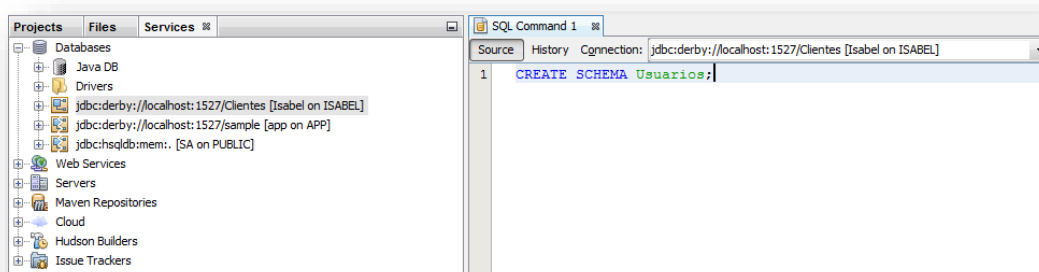 Projects Files Services
Databases
Java DB
Drivers
jdbc:derby://localhost:1527/Clientes [Isabel on ISABEL]
jdbc:derby://localhost:1527/sample [app on APP]
jdbc:hsqldb:mem:. [SA on PUBLIC]
Web Services
Servers
Maven Repositories
Cloud
Hudson Builders
Issue Trackers
SQL Command 1
Source History Connection: jdbc:derby://localhost:1527/Clientes [Isabel on ISABEL]
1 CREATE SCHEMA Usuarios;